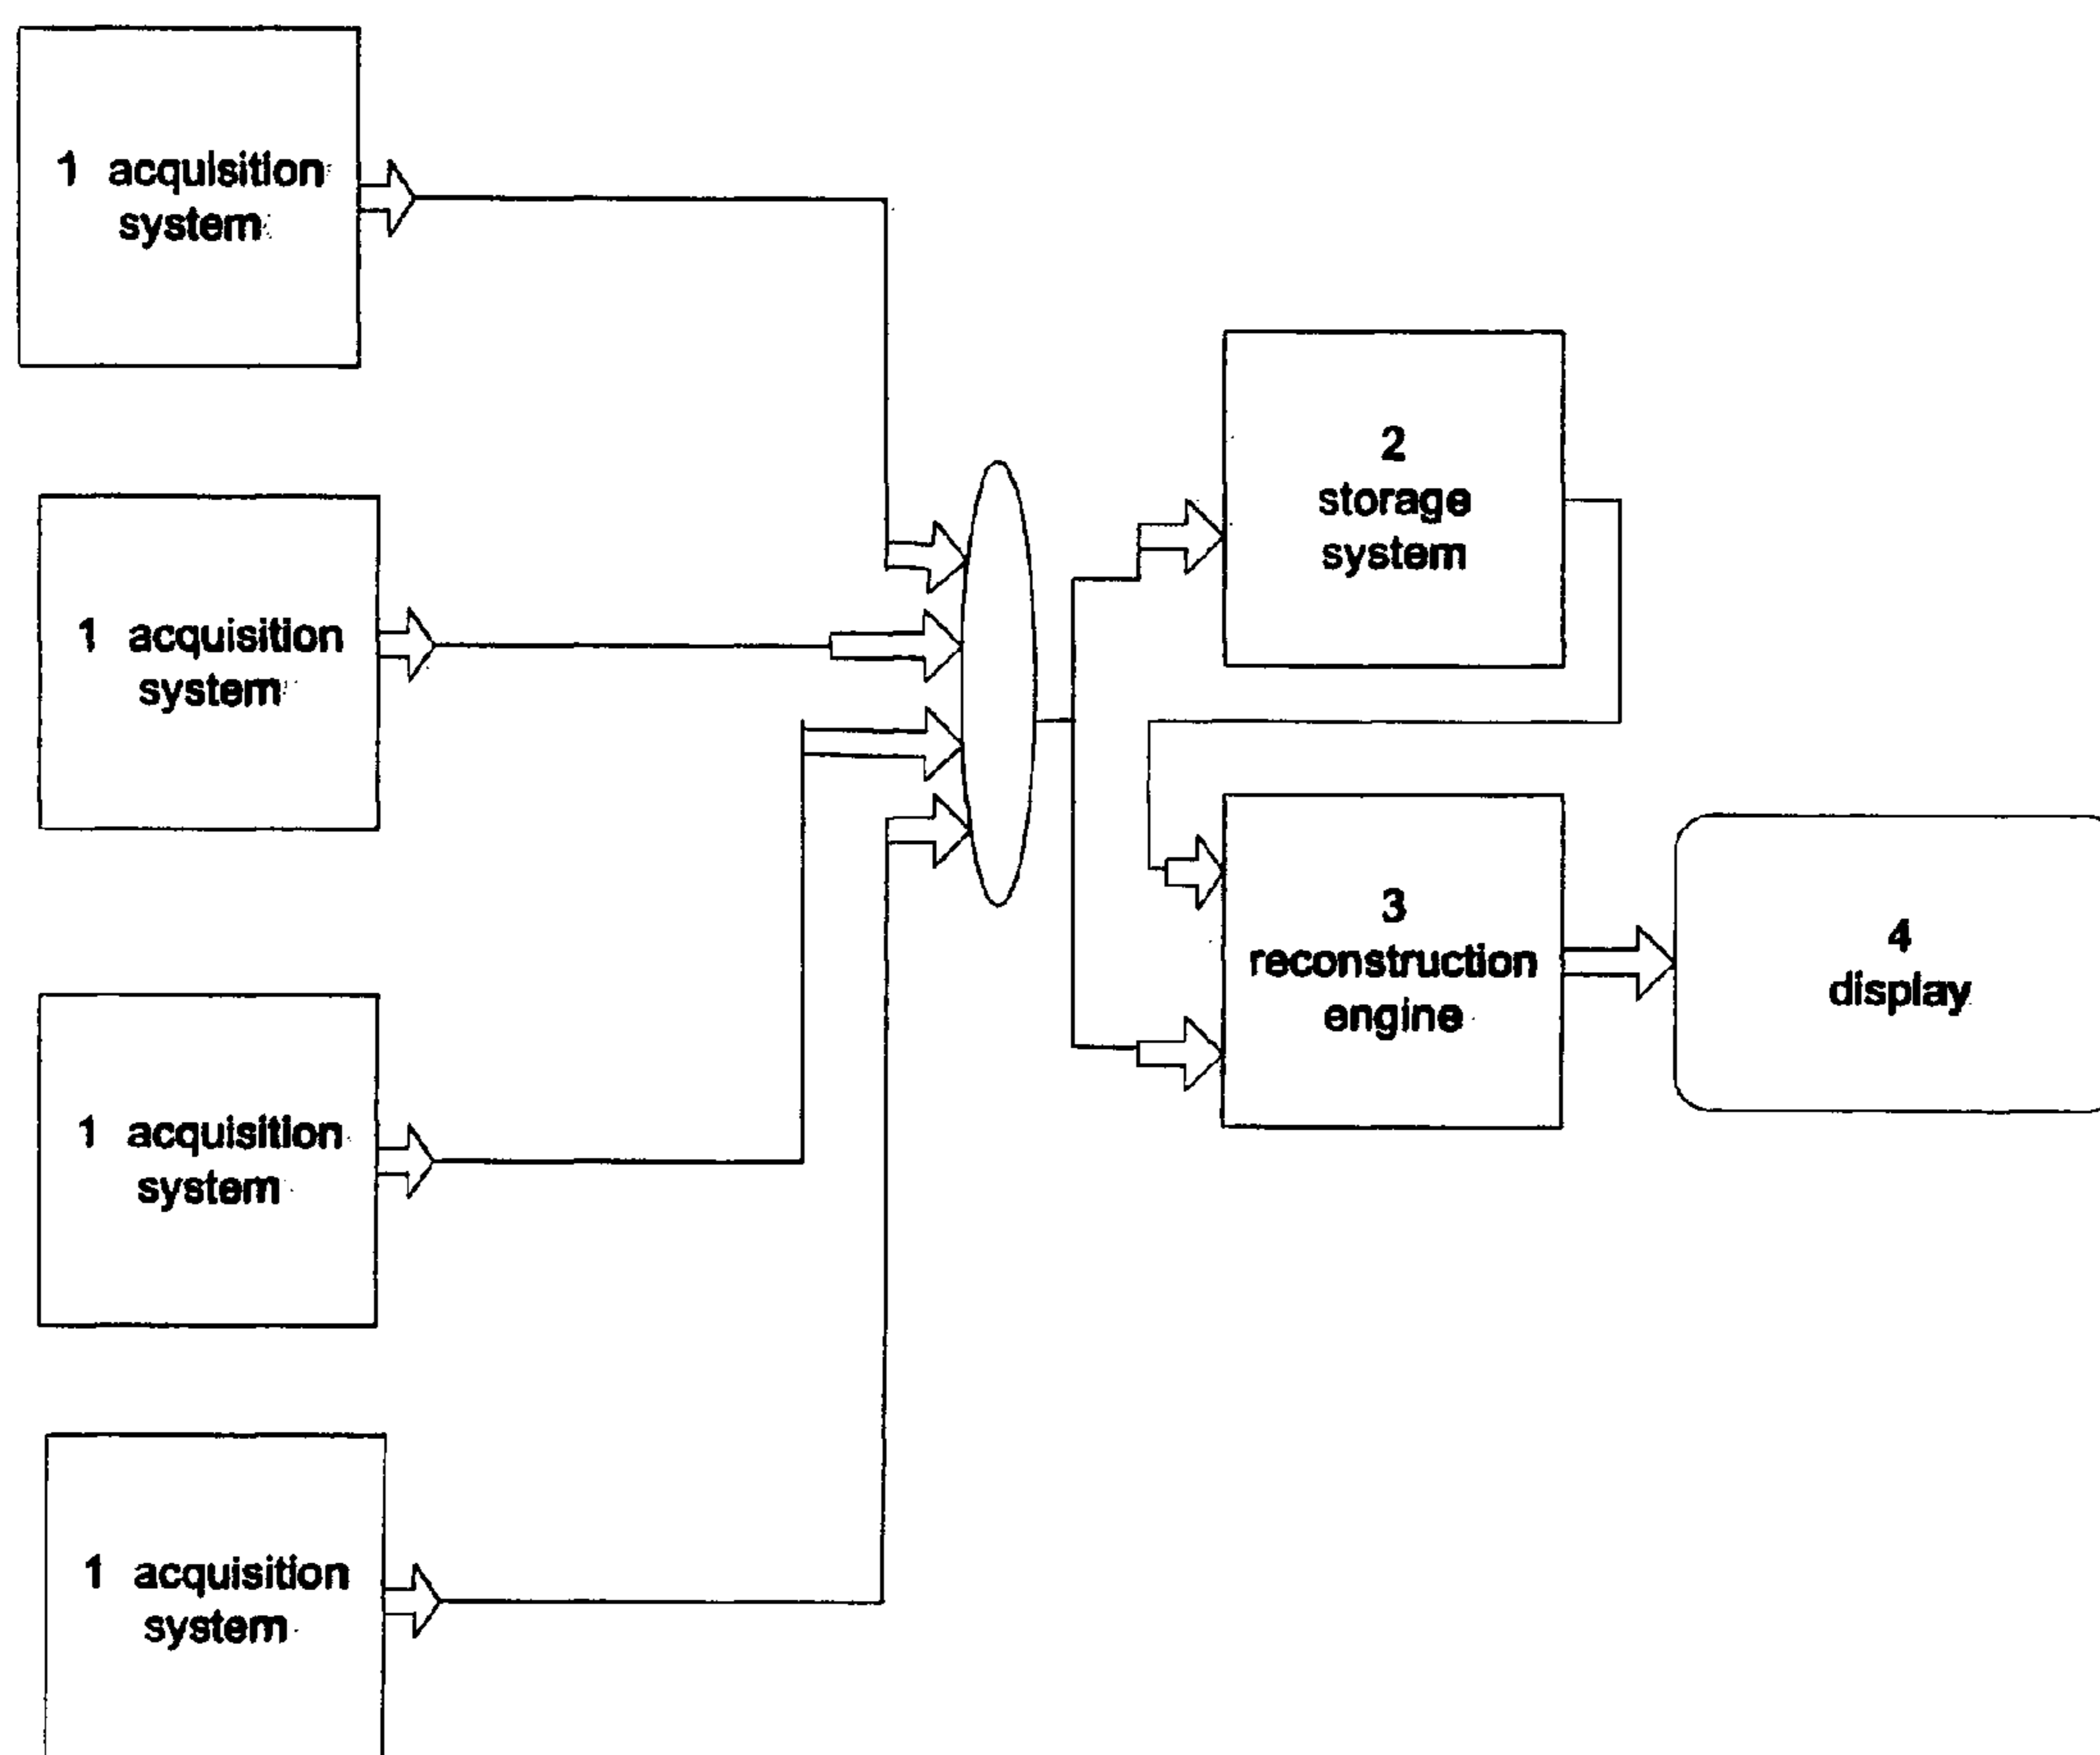 1 acquisition
system
1 acquisition
system
1 acquisition
system
1 acquisition
system
2
storage
system
3
reconstruction
engine
4
display